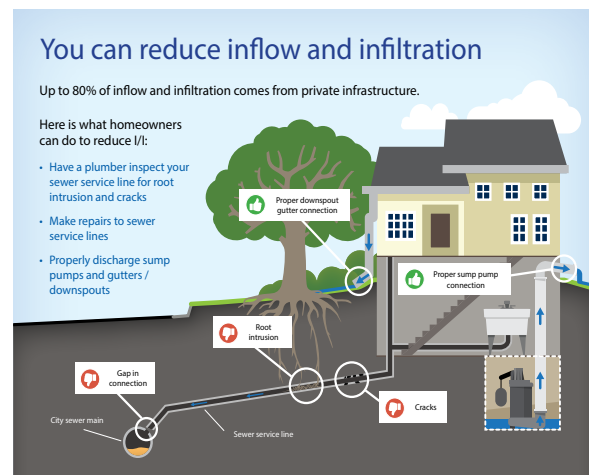 You can reduce inflow and infiltration
Up to 80% of inflow and infiltration comes from private infrastructure.
Here is what homeowners
can do to reduce I/I:
• Have a plumber inspect your
sewer service line for root
intrusion and cracks
• Make repairs to sewer
service lines
• Properly discharge sump
pumps and gutters /
downspouts
Proper downspout
gutter connection
Proper sump pump
connection
Root
intrusion
Gap in
connection
Cracks
City sewer main
Sewer service line